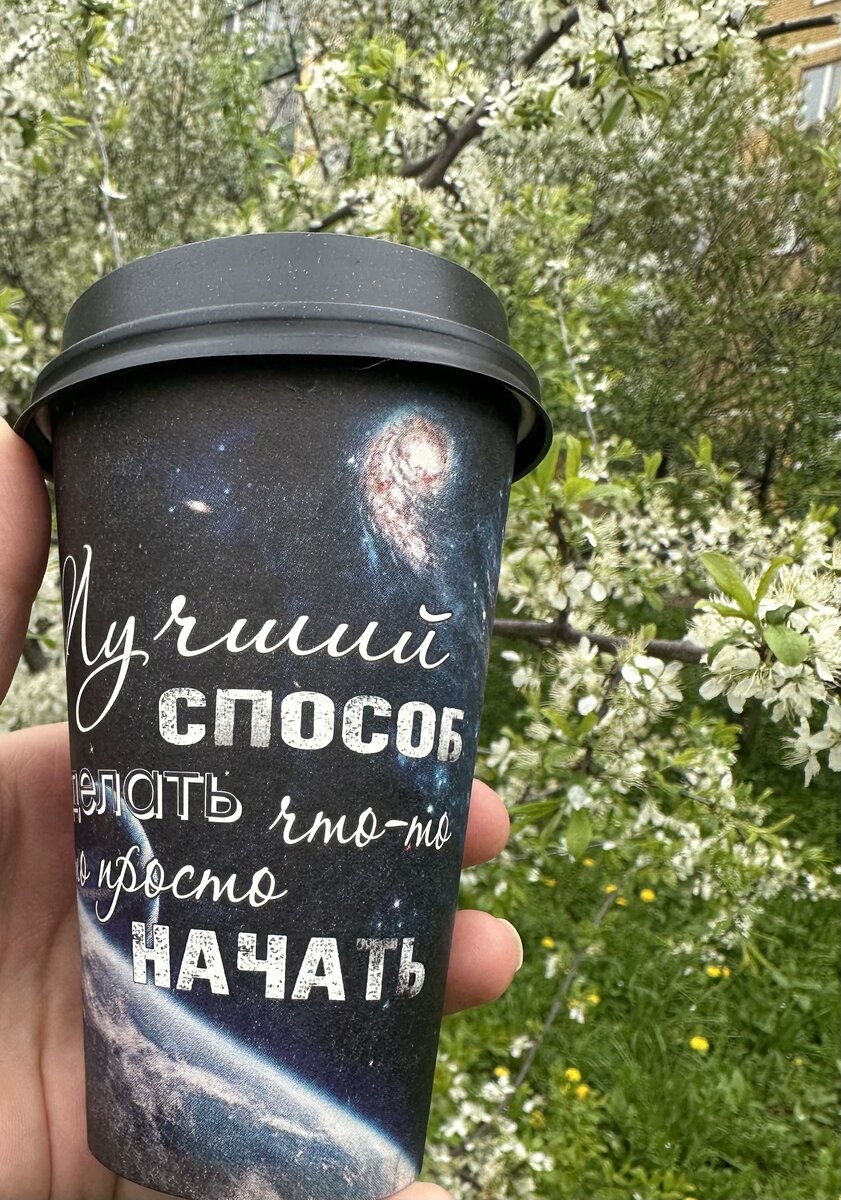 Лучший
способ
делать что-то
просто
НАЧАТЬ